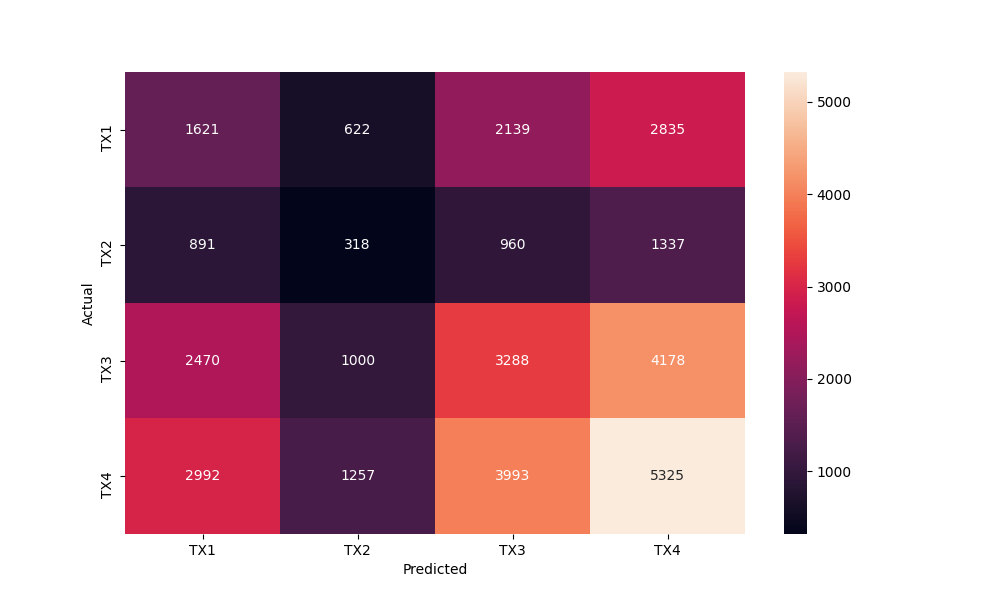 TX1 1621 622 2139 2835
TX2 891 318 960 1337
TX3 2470 1000 3288 4178
TX4 2992 1257 3993 5325
Actual
TX1 TX2 TX3 TX4
Predicted
5000
4000
3000
2000
1000